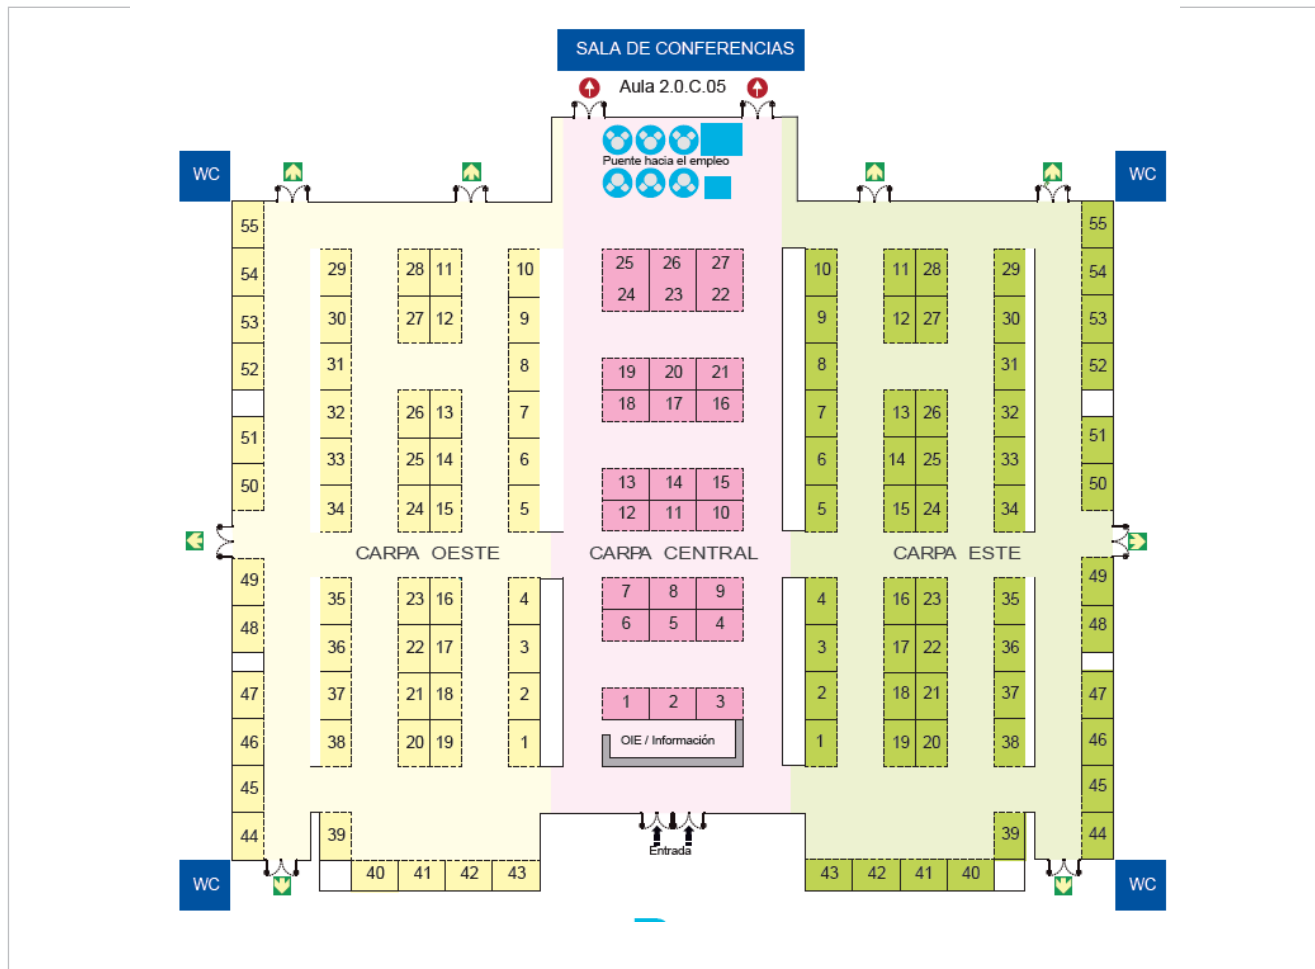 SALA DE CONFERENCIAS
Aula 2.0.C.05
Puente hacia el empleo
WC WC
55 55
29 28 11 10 25 26 27 10 11 28 29
54 24 23 22 54
53 30 27 12 9 9 12 27 30 53
52 31 8 19 20 21 8 31 52
32 26 13 7 18 17 16 7 13 26 32
51 51
33 25 14 6 6 14 25 33
50 13 14 15 50
34 24 15 5 12 11 10 5 15 24 34
CARPA OESTE CARPA CENTRAL CARPA ESTE
49 7 8 9 49
35 23 16 4 4 16 23 35
48 6 5 4 48
36 22 17 3 3 17 22 36
47 37 21 18 2 1 2 3 2 18 21 37 47
46 38 20 19 1 OIE / Información 1 19 20 38 46
45 45
44 39 39 44
Entrada
40 41 42 43 43 42 41 40
WC WC